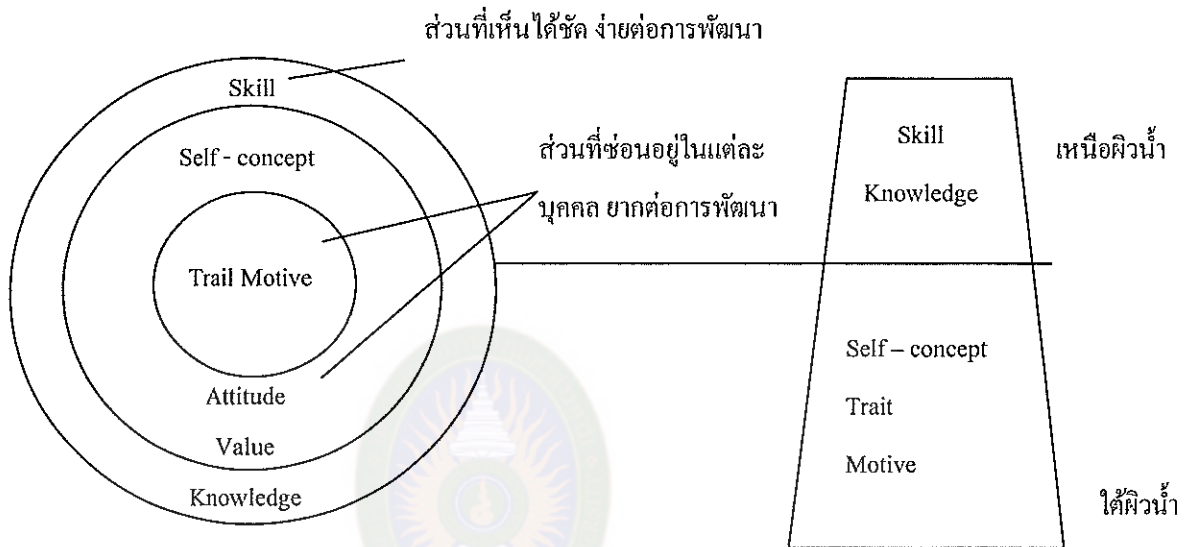 ส่วนที่เห็นได้ชัด ง่ายต่อการพัฒนา
Skill
Self - concept
Trail Motive
Attitude
Value
Knowledge
ส่วนที่ซ่อนอยู่ในแต่ละ
บุคคล ยากต่อการพัฒนา
Skill
Knowledge
เหนือผิวน้ำ
Self – concept
Trait
Motive
ใต้ผิวน้ำ